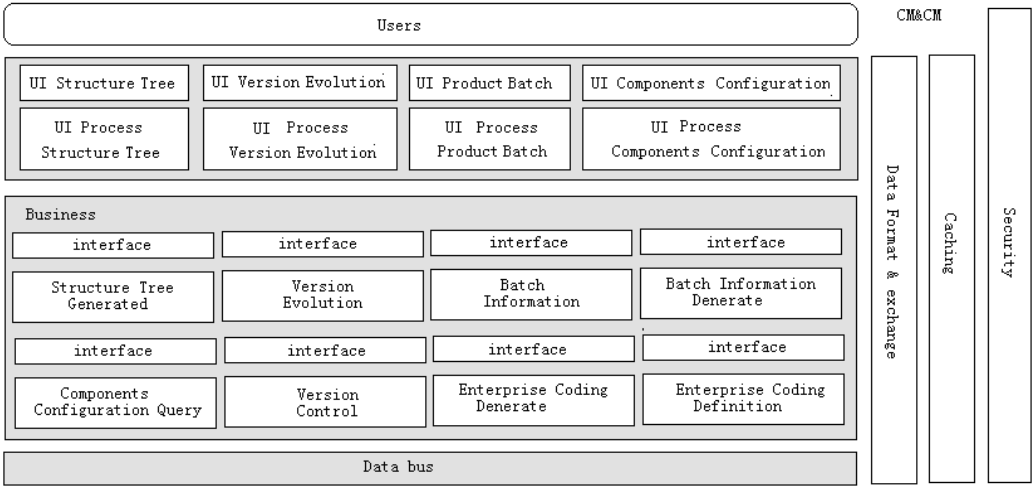 Users
CM&CM
UI Structure Tree
UI Version Evolution
UI Product Batch
UI Components Configuration
UI Process
Structure Tree
UI Process
Version Evolution
UI Process
Product Batch
UI Process
Components Configuration
Business
interface
interface
interface
interface
Structure Tree
Generated
Version
Evolution
Batch
Information
Batch Information
Denerate
interface
interface
interface
interface
Components
Configuration Query
Version
Control
Enterprise Coding
Denerate
Enterprise Coding
Definition
Data bus
Data Format & exchange
Caching
Security